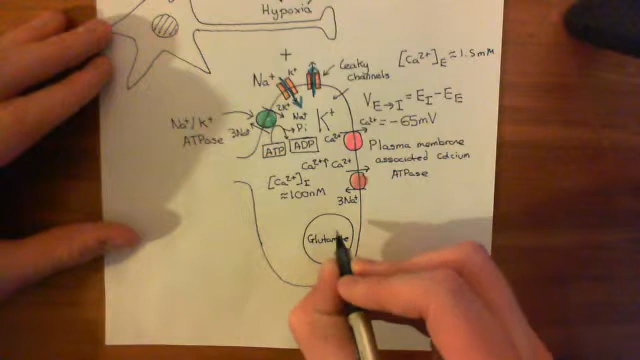 Hypoxia
+
Na⁺
K⁺
Leaky
channels
[Ca²⁺]E ≈ 1.5mM
VE→I = EI − EE
= −65mV
Na⁺/K⁺
ATPase
2K⁺
3Na⁺
Na⁺
Pi
ATP
ADP
K⁺
Ca²⁺
Ca²⁺
Plasma membrane
associated Calcium
ATPase
Ca²⁺↑
Ca²⁺
[Ca²⁺]I
≈100nM
3Na⁺
Glutamate